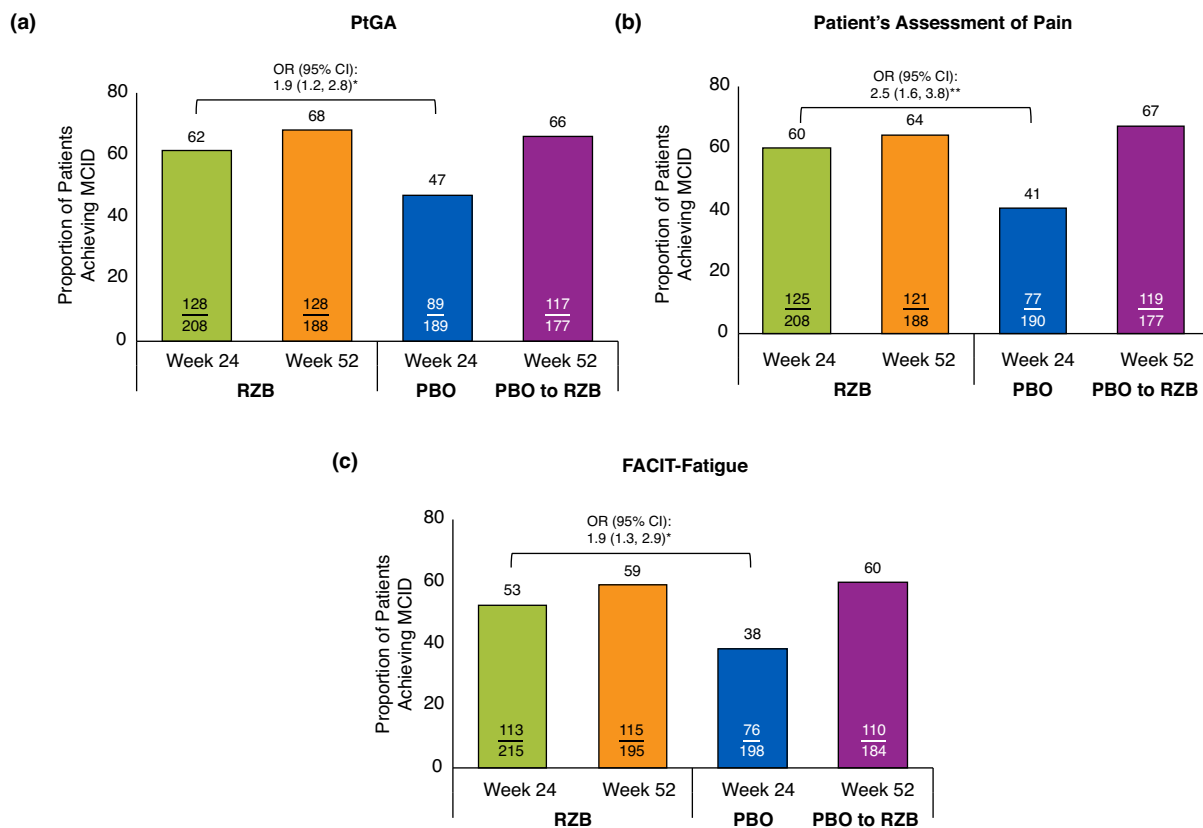 (a)
PtGA
OR (95% CI):
1.9 (1.2, 2.8)*
Proportion of Patients
Achieving MCID
80
60
40
20
0
62
68
47
66
128
208
128
188
89
189
117
177
Week 24
Week 52
Week 24
Week 52
RZB
PBO
PBO to RZB
(b)
Patient's Assessment of Pain
OR (95% CI):
2.5 (1.6, 3.8)**
Proportion of Patients
Achieving MCID
80
60
40
20
0
60
64
41
67
125
208
121
188
77
190
119
177
Week 24
Week 52
Week 24
Week 52
RZB
PBO
PBO to RZB
(c)
FACIT-Fatigue
OR (95% CI):
1.9 (1.3, 2.9)*
Proportion of Patients
Achieving MCID
80
60
40
20
0
53
59
38
60
113
215
115
195
76
198
110
184
Week 24
Week 52
Week 24
Week 52
RZB
PBO
PBO to RZB